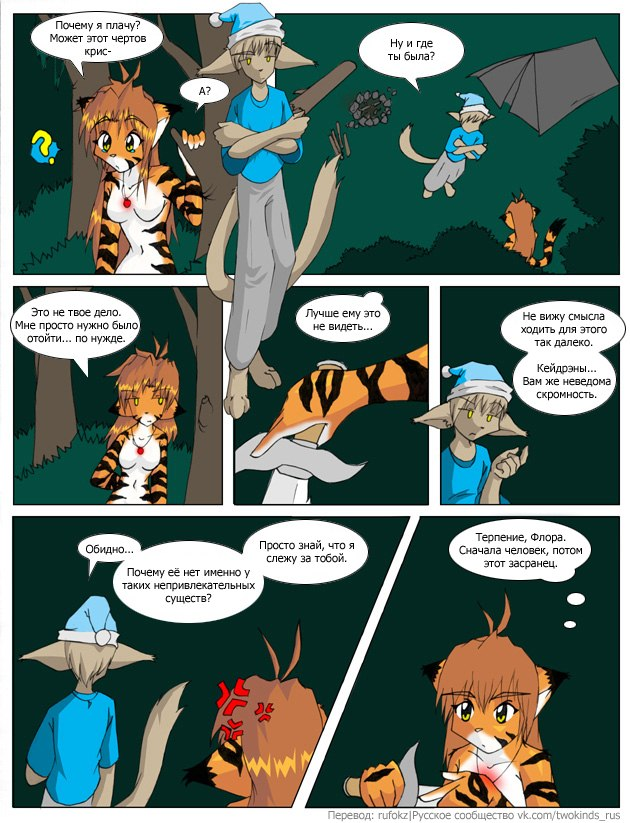 Почему я плачу?
Может этот чертов
крис-
А?
Ну и где
ты была?
Это не твое дело.
Мне просто нужно было
отойти... по нужде.
Лучше ему это
не видеть...
Не вижу смысла
ходить для этого
так далеко.
Кейдрэны...
Вам же неведома
скромность.
Обидно...
Почему её нет именно у
таких непривлекательных
существ?
Просто знай, что я
слежу за тобой.
Терпение, Флора.
Сначала человек, потом
этот засранец.
Перевод: rufokz|Русское сообщество vk.com/twokinds_rus